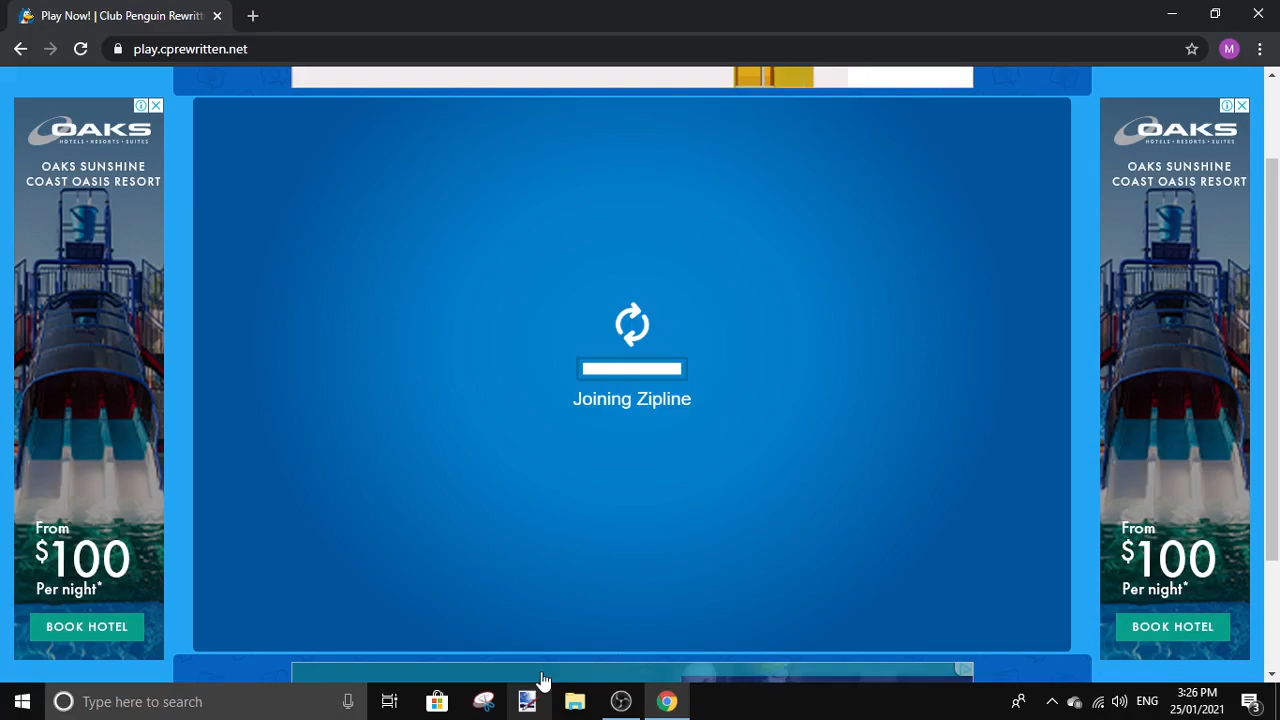 Play Now! | Club Penguin Rewritt
play.cprewritten.net
M
OAKS
HOTELS • RESORTS • SUITES
OAKS SUNSHINE
COAST OASIS RESORT
From
$100
Per night*
BOOK HOTEL
Joining Zipline
OAKS
HOTELS • RESORTS • SUITES
OAKS SUNSHINE
COAST OASIS RESORT
From
$100
Per night*
BOOK HOTEL
Type here to search
ENG
3:26 PM
25/01/2021
3